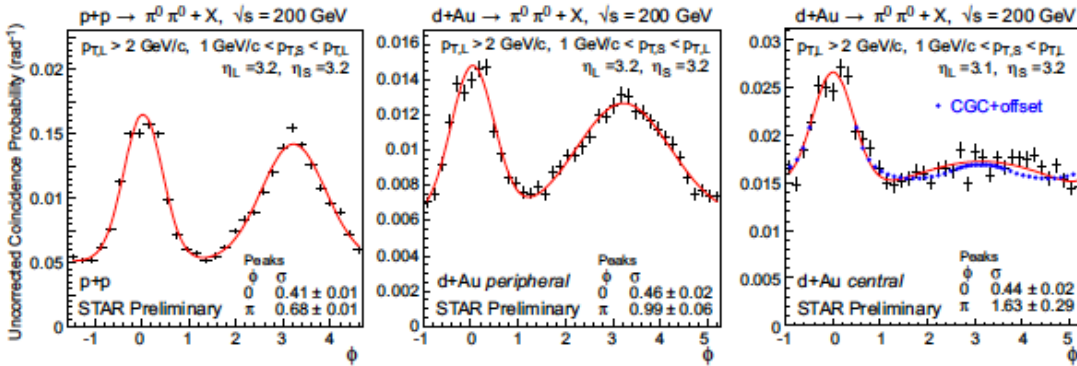 p+p → π⁰ π⁰ + X, √s = 200 GeV
Uncorrected Coincidence Probability (rad⁻¹)
p_T,L > 2 GeV/c, 1 GeV/c < p_T,S < p_T,L
η_L =3.2, η_S =3.2
0.02
0.15
0.01
0.05
0
p+p
STAR Preliminary
Peaks
ϕ σ
0 0.41 ± 0.01
π 0.68 ± 0.01
-1 0 1 2 3 4
ϕ
d+Au → π⁰ π⁰ + X, √s = 200 GeV
p_T,L > 2 GeV/c, 1 GeV/c < p_T,S < p_T,L
η_L =3.2, η_S =3.2
0.016
0.014
0.012
0.010
0.008
0.006
0.004
0.002
0.000
d+Au peripheral
STAR Preliminary
Peaks
ϕ σ
0 0.46 ± 0.02
π 0.99 ± 0.06
-1 0 1 2 3 4 5
ϕ
d+Au → π⁰ π⁰ + X, √s = 200 GeV
p_T,L > 2 GeV/c, 1 GeV/c < p_T,S < p_T,L
η_L =3.1, η_S =3.2
CGC+offset
0.03
0.025
0.02
0.015
0.01
0.005
0
d+Au central
STAR Preliminary
Peaks
ϕ σ
0 0.44 ± 0.02
π 1.63 ± 0.29
-1 0 1 2 3 4 5
ϕ